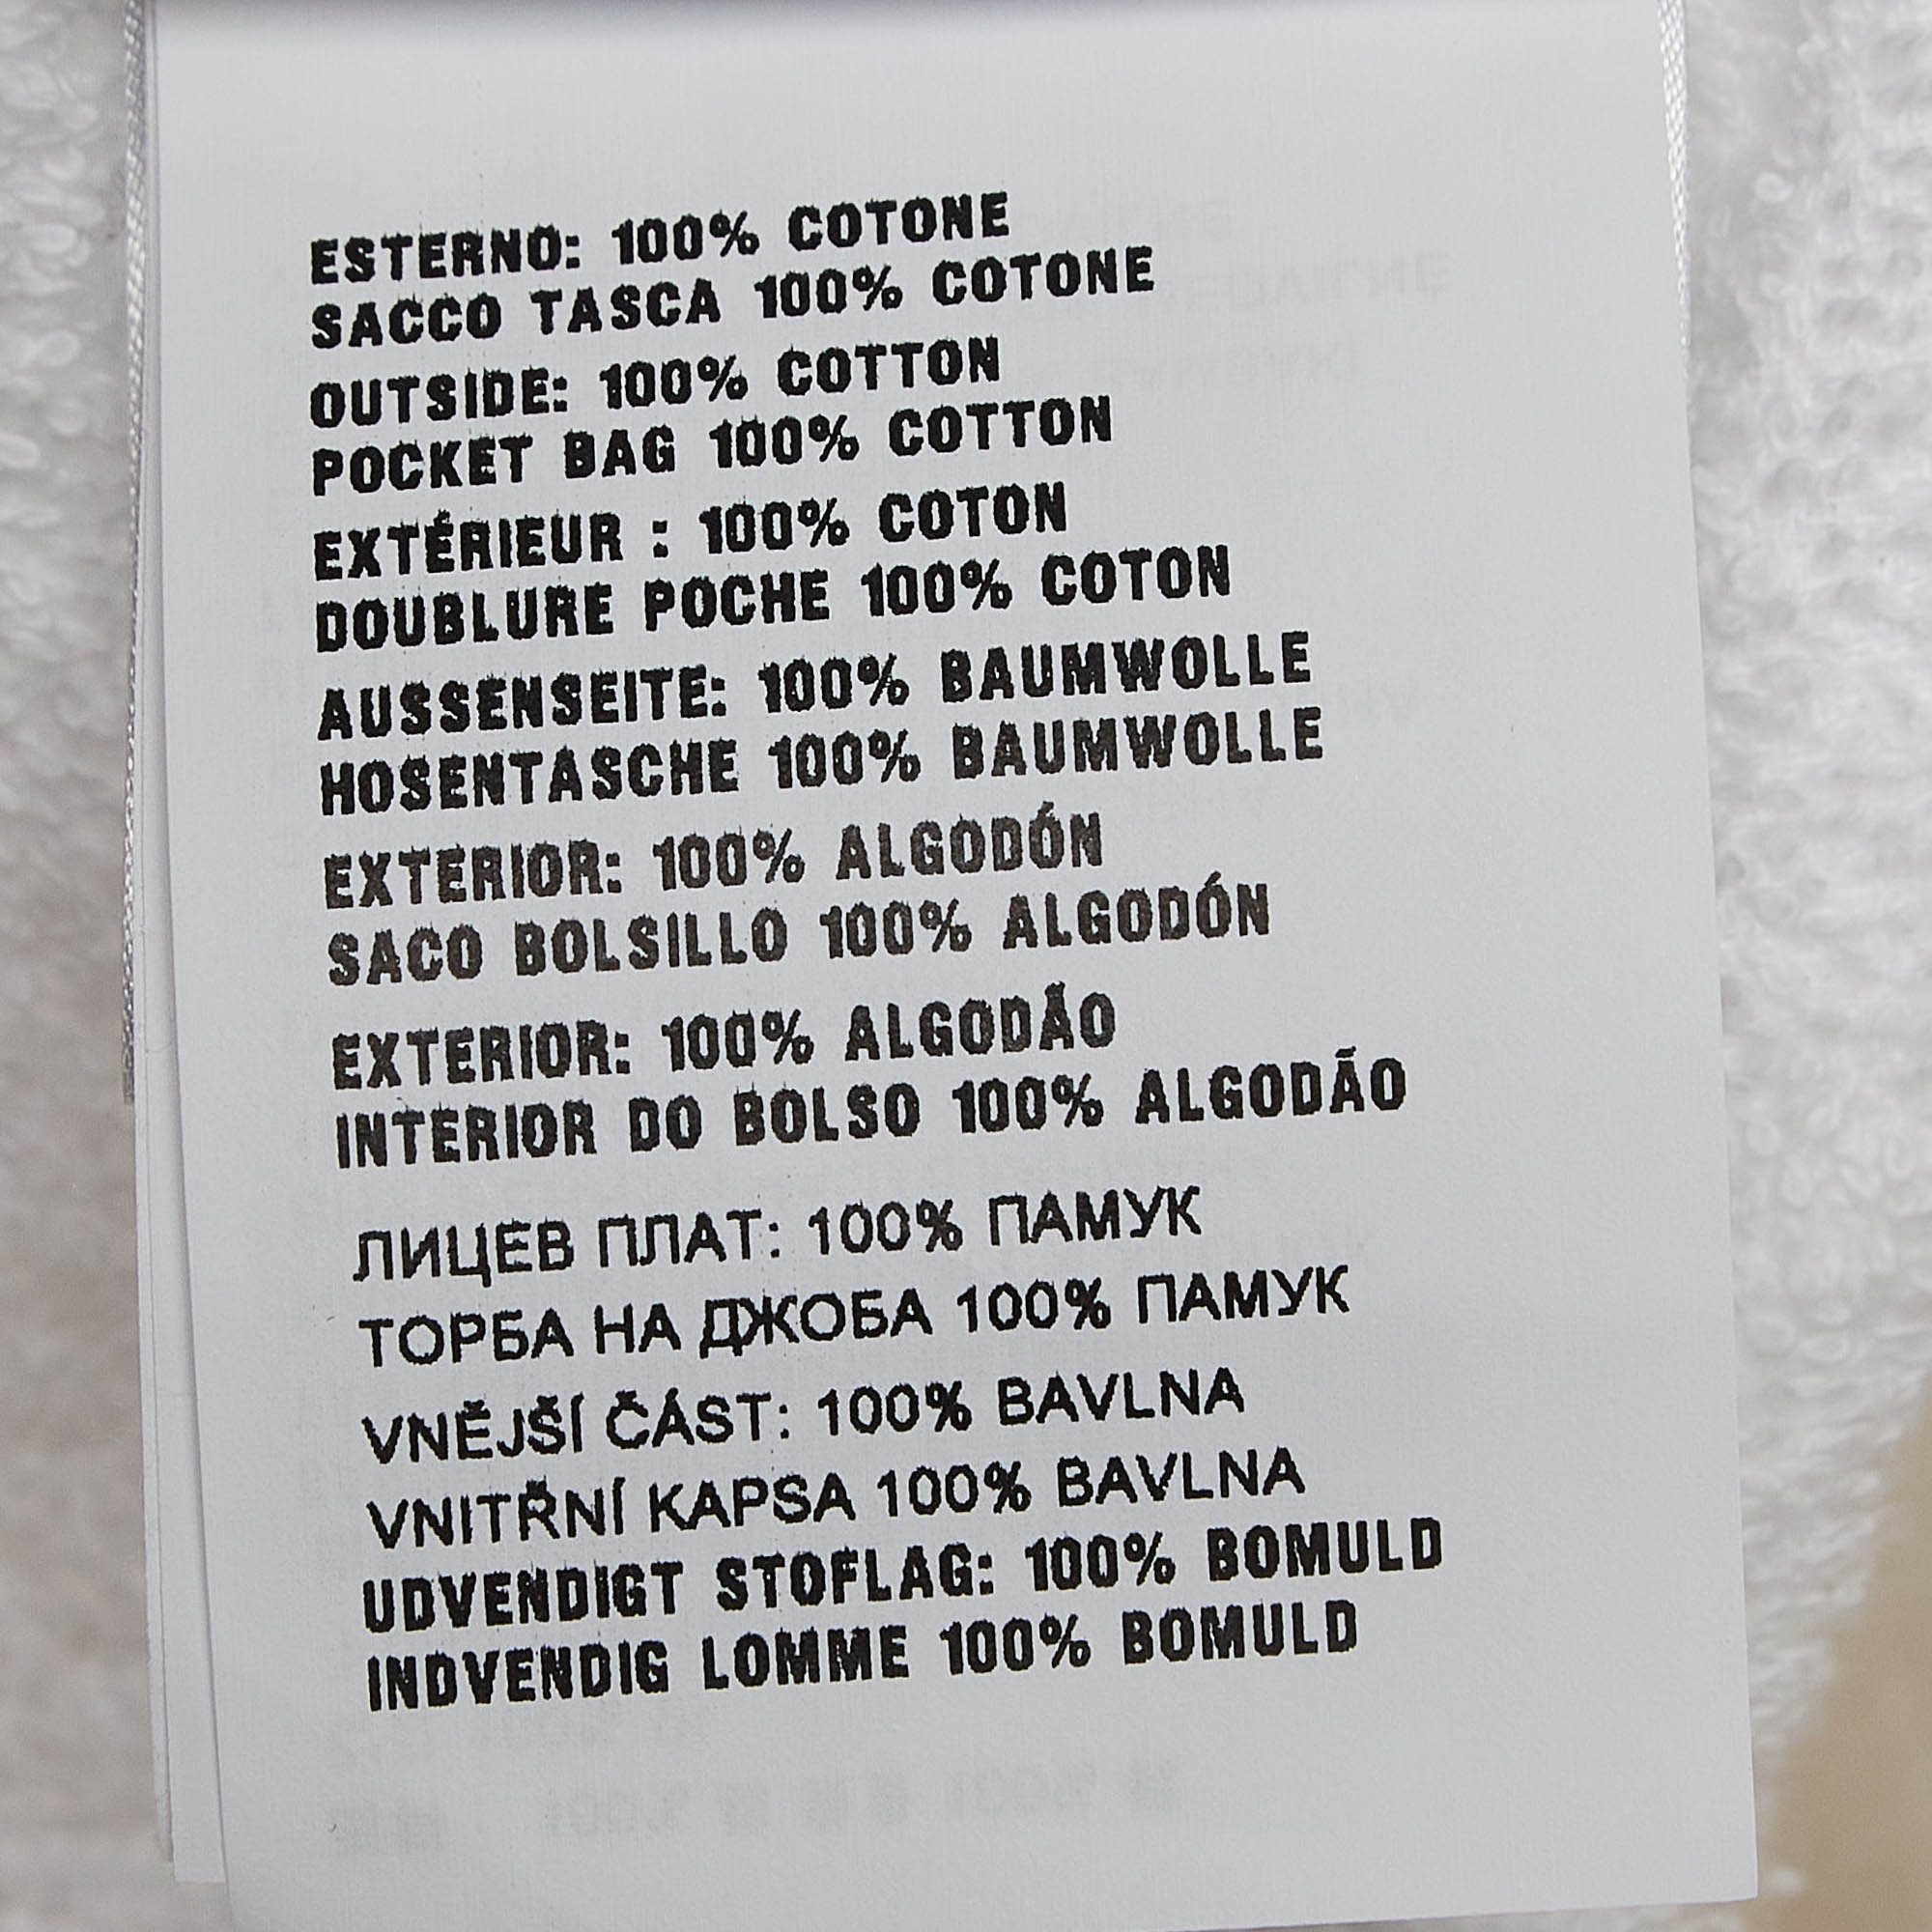 ESTERNO: 100% COTONE
SACCO TASCA 100% COTONE
OUTSIDE: 100% COTTON
POCKET BAG 100% COTTON
EXTÉRIEUR : 100% COTON
DOUBLURE POCHE 100% COTON
AUSSENSEITE: 100% BAUMWOLLE
HOSENTASCHE 100% BAUMWOLLE
EXTERIOR: 100% ALGODÓN
SACO BOLSILLO 100% ALGODÓN
EXTERIOR: 100% ALGODÃO
INTERIOR DO BOLSO 100% ALGODÃO
ЛИЦЕВ ПЛАТ: 100% ПАМУК
ТОРБА НА ДЖОБА 100% ПАМУК
VNĚJŠÍ ČÁST: 100% BAVLNA
VNITŘNÍ KAPSA 100% BAVLNA
UDVENDIGT STOFLAG: 100% BOMULD
INDVENDIG LOMME 100% BOMULD